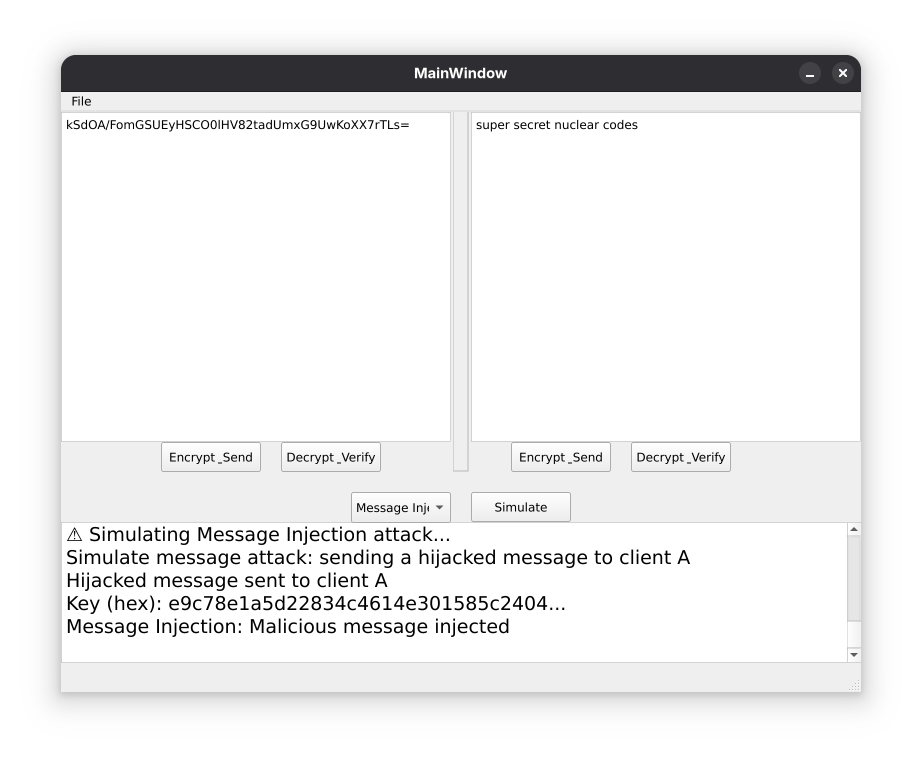 MainWindow
File
kSdOA/FomGSUEyHSCO0lHV82tadUmxG9UwKoXX7rTLs=
super secret nuclear codes
Encrypt_Send
Decrypt_Verify
Encrypt_Send
Decrypt_Verify
Message Inj
Simulate
⚠ Simulating Message Injection attack...
Simulate message attack: sending a hijacked message to client A
Hijacked message sent to client A
Key (hex): e9c78e1a5d22834c4614e301585c2404...
Message Injection: Malicious message injected